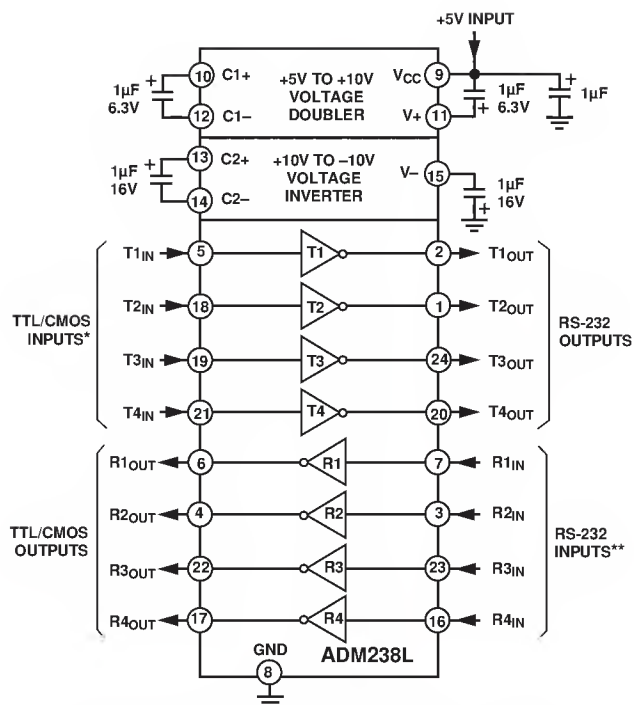 +5V INPUT
1µF
6.3V
+
10
C1+
12
C1–
+5V TO +10V
VOLTAGE
DOUBLER
VCC
9
V+
11
+
1µF
6.3V
+
1µF
1µF
16V
+
13
C2+
14
C2–
+10V TO –10V
VOLTAGE
INVERTER
V–
15
+
1µF
16V
TTL/CMOS
INPUTS*
T1IN
5
T1
2
T1OUT
T2IN
18
T2
1
T2OUT
T3IN
19
T3
24
T3OUT
T4IN
21
T4
20
T4OUT
RS-232
OUTPUTS
TTL/CMOS
OUTPUTS
R1OUT
6
R1
7
R1IN
R2OUT
4
R2
3
R2IN
R3OUT
22
R3
23
R3IN
R4OUT
17
R4
16
R4IN
RS-232
INPUTS**
GND
8
ADM238L